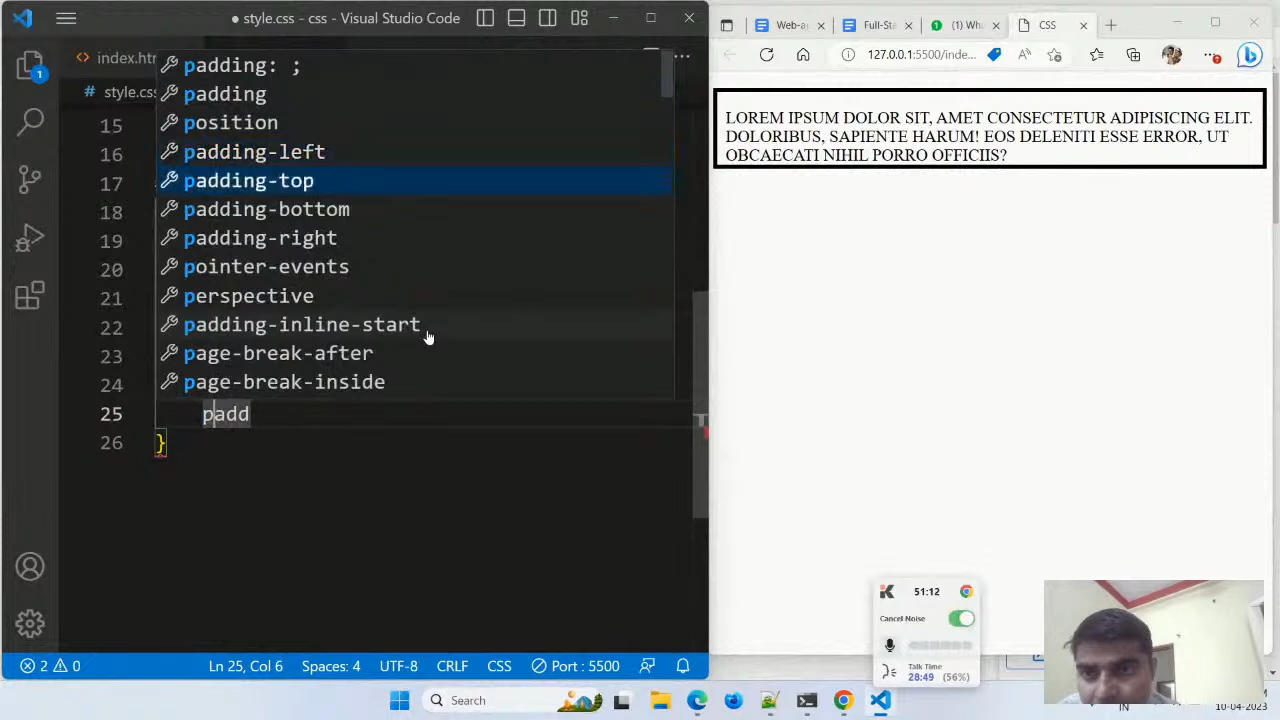 style.css - css - Visual Studio Code
index.htm
# style.css
padding: ;
padding
position
padding-left
padding-top
padding-bottom
padding-right
pointer-events
perspective
padding-inline-start
page-break-after
page-break-inside
15
16
17
18
19
20
21
22
23
24
25 padd
26 }
1
2 0
Ln 25, Col 6
Spaces: 4
UTF-8
CRLF
CSS
Port : 5500
Web-a
Full-Sta
(1) Wh
CSS
127.0.0.1:5500/inde...
LOREM IPSUM DOLOR SIT, AMET CONSECTETUR ADIPISICING ELIT.
DOLORIBUS, SAPIENTE HARUM! EOS DELENITI ESSE ERROR, UT
OBCAECATI NIHIL PORRO OFFICIIS?
51:12
Cancel Noise
Talk Time
28:49 (56%)
Search
IN
10-04-2023